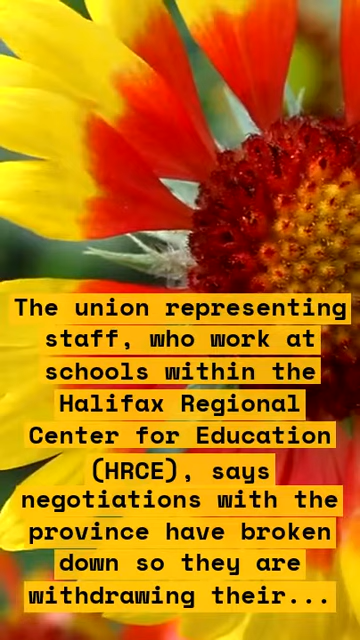 The union representing
staff, who work at
schools within the
Halifax Regional
Center for Education
(HRCE), says
negotiations with the
province have broken
down so they are
withdrawing their...